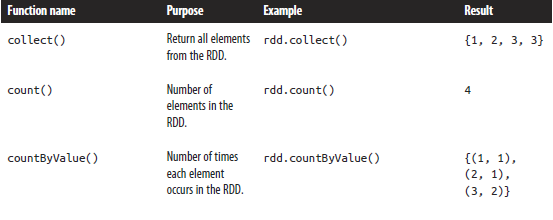 Function name Purpose Example Result
collect() Return all elements rdd.collect() {1, 2, 3, 3}
from the RDD.
count() Number of rdd.count() 4
elements in the
RDD.
countByValue() Number of times rdd.countByValue() {(1, 1),
each element (2, 1),
occurs in the RDD. (3, 2)}